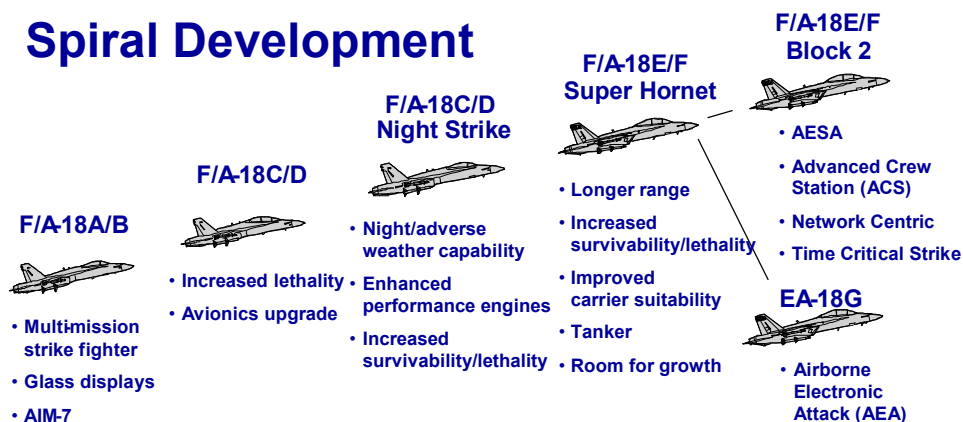 Spiral Development
F/A-18A/B
• Multi-mission
strike fighter
• Glass displays
• AIM-7
F/A-18C/D
• Increased lethality
• Avionics upgrade
F/A-18C/D
Night Strike
• Night/adverse
weather capability
• Enhanced
performance engines
• Increased
survivability/lethality
F/A-18E/F
Super Hornet
• Longer range
• Increased
survivability/lethality
• Improved
carrier suitability
• Tanker
• Room for growth
F/A-18E/F
Block 2
• AESA
• Advanced Crew
Station (ACS)
• Network Centric
• Time Critical Strike
EA-18G
• Airborne
Electronic
Attack (AEA)